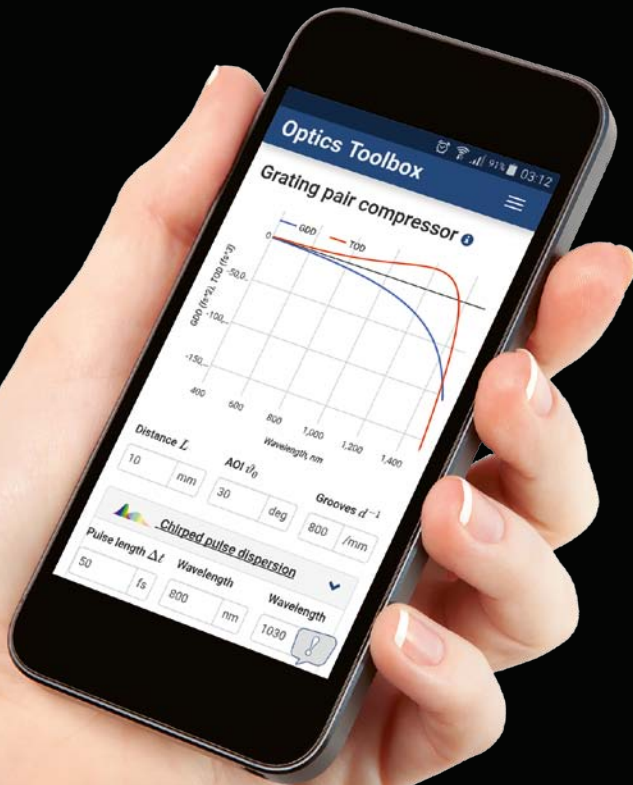 91% 03:12
Optics Toolbox
Grating pair compressor
GDD TOD
GDD (fs^2), TOD (fs^3)
0
-50,0...
-100,...
-150,...
400 600 800 1,000 1,200 1,400
Wavelength, nm
Distance L AOI ϑ₀ Grooves d⁻¹
10 mm 30 deg 800 /mm
Chirped pulse dispersion
Pulse length Δt Wavelength Wavelength
50 fs 800 nm 1030
!